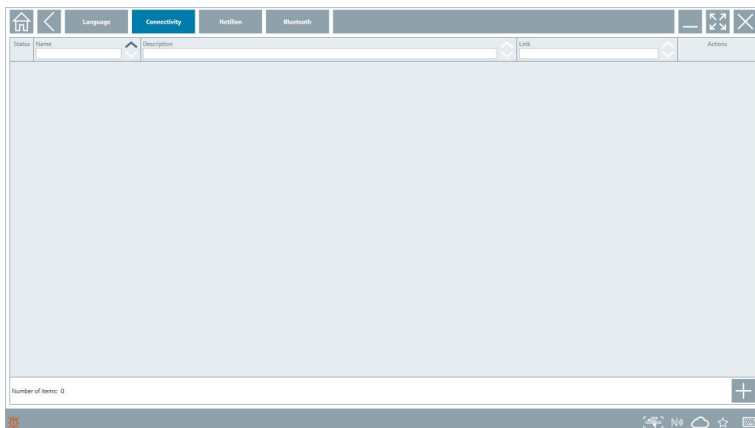 Language Connectivity Netilion Bluetooth
Status Name Description Link Actions
Number of items: 0